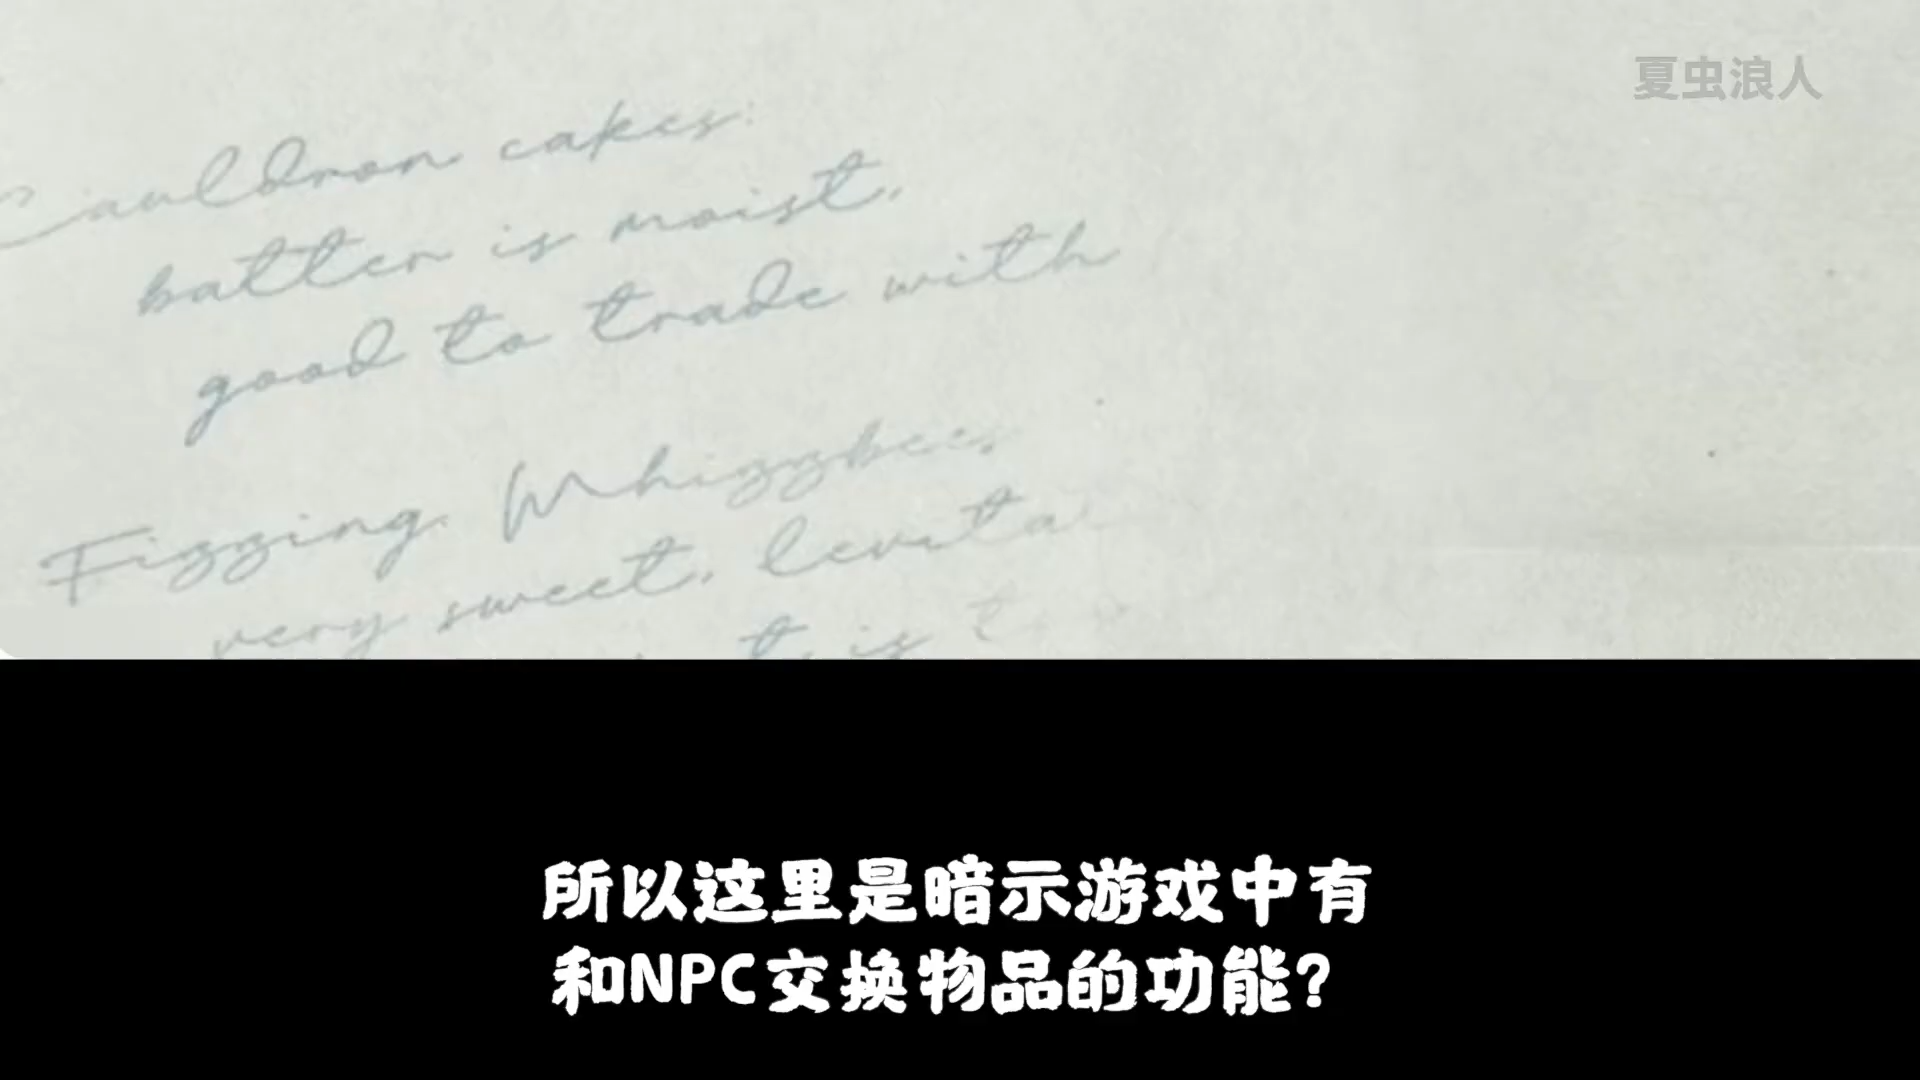 夏虫浪人
Cauldron cakes:
batter is moist,
good to trade with
Fizzing Whizzbees
very sweet, levita
is
所以这里是暗示游戏中有
和NPC交换物品的功能?